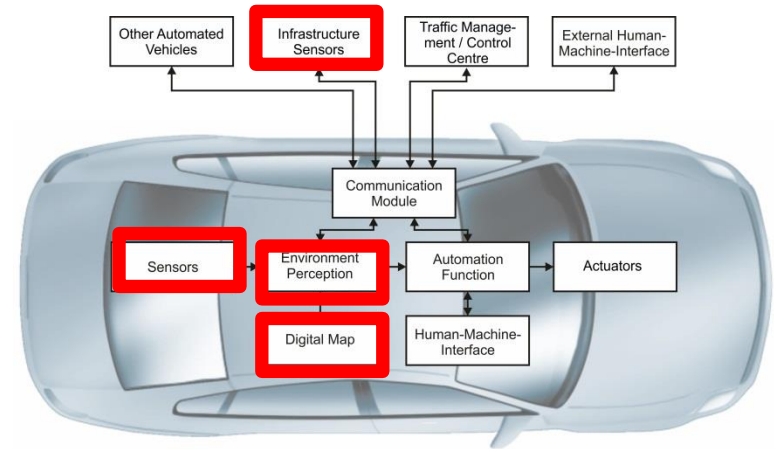 Other Automated
Vehicles
Infrastructure
Sensors
Traffic Manage-
ment / Control
Centre
External Human-
Machine-Interface
Communication
Module
Sensors
Environment
Perception
Automation
Function
Actuators
Digital Map
Human-Machine-
Interface